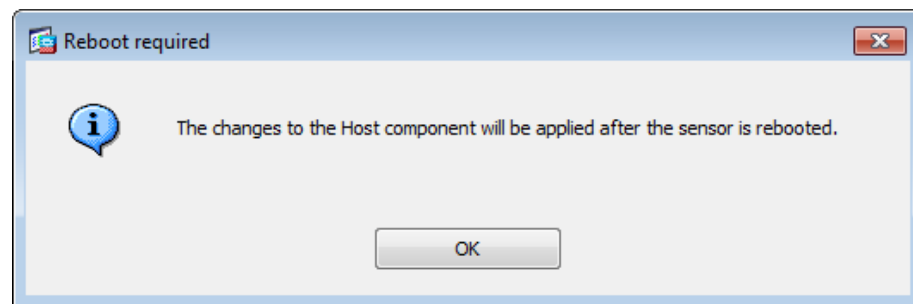 Reboot required
The changes to the Host component will be applied after the sensor is rebooted.
OK